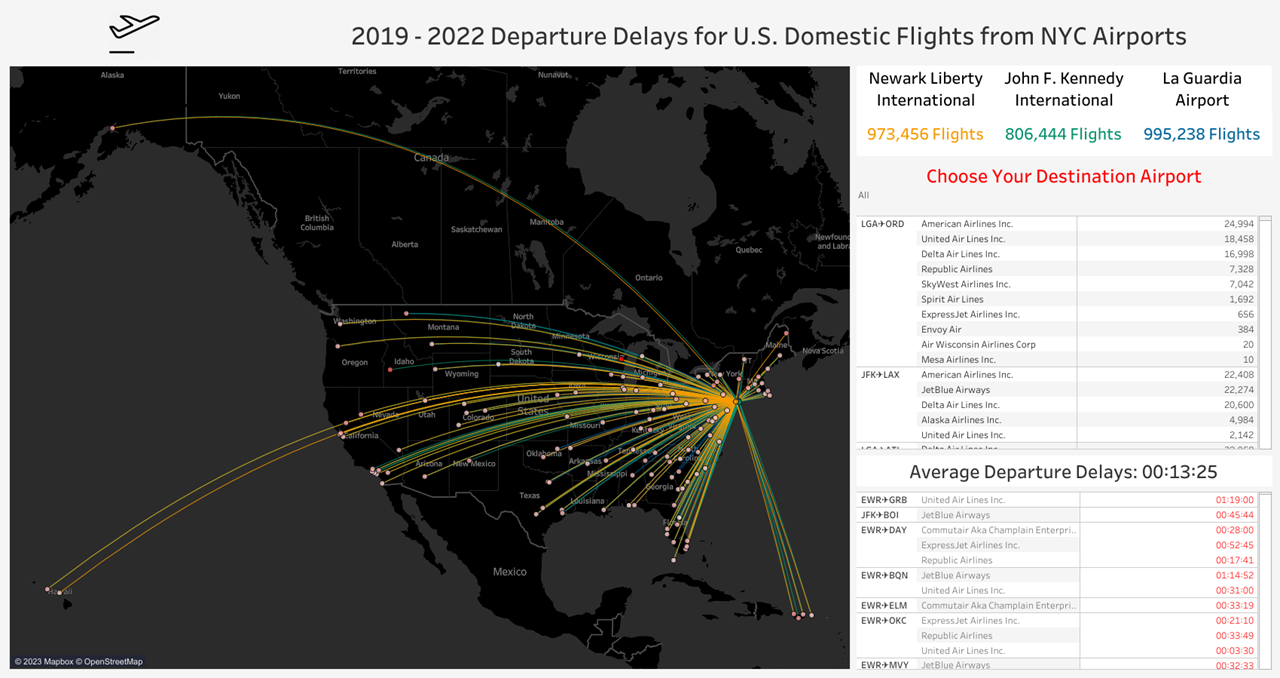 2019 - 2022 Departure Delays for U.S. Domestic Flights from NYC Airports
Alaska
Territories
Nunavut
Yukon
Canada
British
Columbia
Manitoba
Saskatchewan
Alberta
Quebec
Ontario
Washington
Montana
North
Dakota
Minnesota
Wisconsin
Maine
Nova Scotia
Oregon
Idaho
South
Dakota
Wyoming
Michigan
York
Nevada
Utah
United
States
Colorado
Missouri
California
Oklahoma
Arkansas
Arizona
New Mexico
Mississippi
Georgia
Texas
Louisiana
Mexico
Hawaii
© 2023 Mapbox © OpenStreetMap
Newark Liberty
International
973,456 Flights
John F. Kennedy
International
806,444 Flights
La Guardia
Airport
995,238 Flights
Choose Your Destination Airport
All
LGA✈ORD American Airlines Inc. 24,994
United Air Lines Inc. 18,458
Delta Air Lines Inc. 16,998
Republic Airlines 7,328
SkyWest Airlines Inc. 7,042
Spirit Air Lines 1,692
ExpressJet Airlines Inc. 656
Envoy Air 384
Air Wisconsin Airlines Corp 20
Mesa Airlines Inc. 10
JFK✈LAX American Airlines Inc. 22,408
JetBlue Airways 22,274
Delta Air Lines Inc. 20,600
Alaska Airlines Inc. 4,984
United Air Lines Inc. 2,142
Average Departure Delays: 00:13:25
EWR✈GRB United Air Lines Inc. 01:19:00
JFK✈BOI JetBlue Airways 00:45:44
EWR✈DAY Commutair Aka Champlain Enterpri.. 00:28:00
ExpressJet Airlines Inc. 00:52:45
Republic Airlines 00:17:41
EWR✈BQN JetBlue Airways 01:14:52
United Air Lines Inc. 00:31:00
EWR✈ELM Commutair Aka Champlain Enterpri.. 00:33:19
EWR✈OKC ExpressJet Airlines Inc. 00:21:10
Republic Airlines 00:33:49
United Air Lines Inc. 00:03:30
EWR✈MVY JetBlue Airways 00:32:33